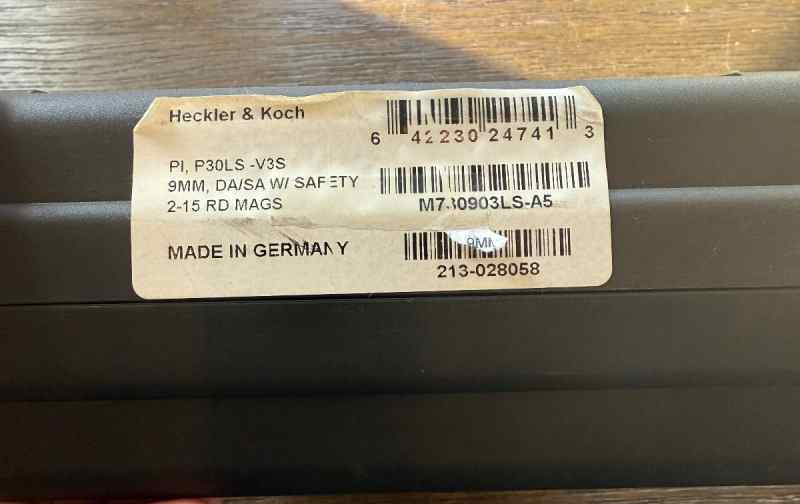 Heckler & Koch
6 42230 24741 3
PI, P30LS -V3S
9MM, DA/SA W/ SAFETY
2-15 RD MAGS
M730903LS-A5
MADE IN GERMANY
9MM
213-028058